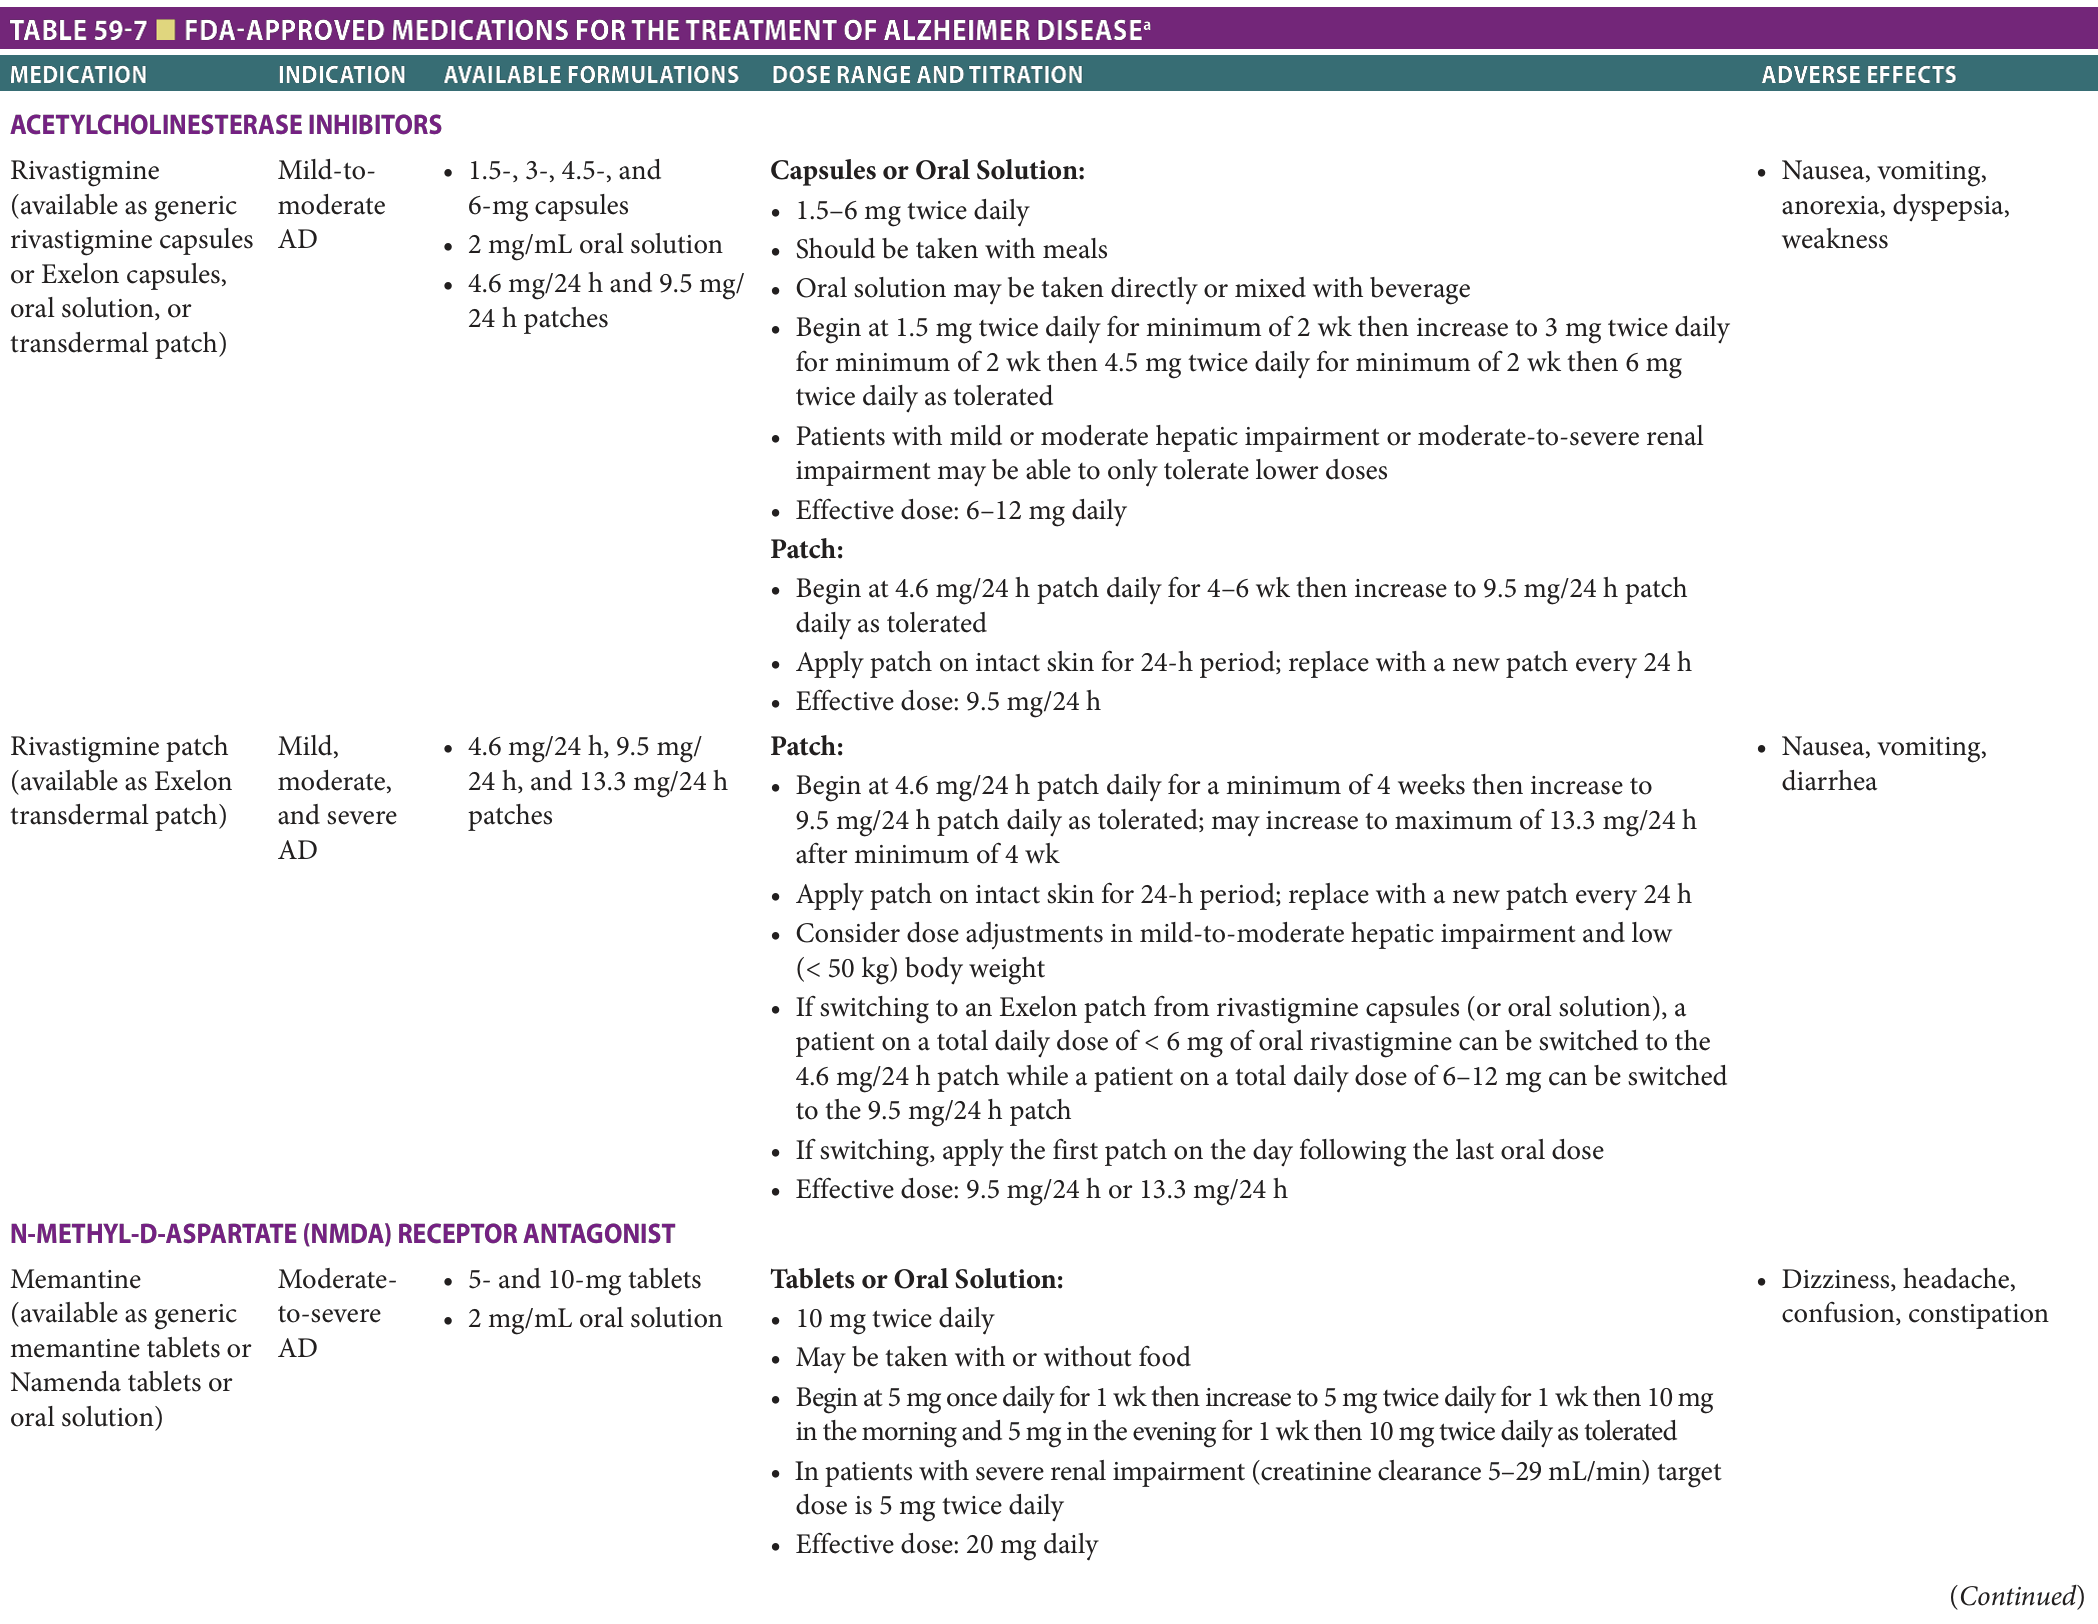 TABLE 59-7 ■ FDA-APPROVED MEDICATIONS FOR THE TREATMENT OF ALZHEIMER DISEASEᵃ
MEDICATION INDICATION AVAILABLE FORMULATIONS DOSE RANGE AND TITRATION ADVERSE EFFECTS
ACETYLCHOLINESTERASE INHIBITORS
Rivastigmine
(available as generic
rivastigmine capsules
or Exelon capsules,
oral solution, or
transdermal patch)
Mild-to-
moderate
AD
• 1.5-, 3-, 4.5-, and
6-mg capsules
• 2 mg/mL oral solution
• 4.6 mg/24 h and 9.5 mg/
24 h patches
Capsules or Oral Solution:
• 1.5–6 mg twice daily
• Should be taken with meals
• Oral solution may be taken directly or mixed with beverage
• Begin at 1.5 mg twice daily for minimum of 2 wk then increase to 3 mg twice daily
for minimum of 2 wk then 4.5 mg twice daily for minimum of 2 wk then 6 mg
twice daily as tolerated
• Patients with mild or moderate hepatic impairment or moderate-to-severe renal
impairment may be able to only tolerate lower doses
• Effective dose: 6–12 mg daily
Patch:
• Begin at 4.6 mg/24 h patch daily for 4–6 wk then increase to 9.5 mg/24 h patch
daily as tolerated
• Apply patch on intact skin for 24-h period; replace with a new patch every 24 h
• Effective dose: 9.5 mg/24 h
• Nausea, vomiting,
anorexia, dyspepsia,
weakness
Rivastigmine patch
(available as Exelon
transdermal patch)
Mild,
moderate,
and severe
AD
• 4.6 mg/24 h, 9.5 mg/
24 h, and 13.3 mg/24 h
patches
Patch:
• Begin at 4.6 mg/24 h patch daily for a minimum of 4 weeks then increase to
9.5 mg/24 h patch daily as tolerated; may increase to maximum of 13.3 mg/24 h
after minimum of 4 wk
• Apply patch on intact skin for 24-h period; replace with a new patch every 24 h
• Consider dose adjustments in mild-to-moderate hepatic impairment and low
(< 50 kg) body weight
• If switching to an Exelon patch from rivastigmine capsules (or oral solution), a
patient on a total daily dose of < 6 mg of oral rivastigmine can be switched to the
4.6 mg/24 h patch while a patient on a total daily dose of 6–12 mg can be switched
to the 9.5 mg/24 h patch
• If switching, apply the first patch on the day following the last oral dose
• Effective dose: 9.5 mg/24 h or 13.3 mg/24 h
• Nausea, vomiting,
diarrhea
N-METHYL-D-ASPARTATE (NMDA) RECEPTOR ANTAGONIST
Memantine
(available as generic
memantine tablets or
Namenda tablets or
oral solution)
Moderate-
to-severe
AD
• 5- and 10-mg tablets
• 2 mg/mL oral solution
Tablets or Oral Solution:
• 10 mg twice daily
• May be taken with or without food
• Begin at 5 mg once daily for 1 wk then increase to 5 mg twice daily for 1 wk then 10 mg
in the morning and 5 mg in the evening for 1 wk then 10 mg twice daily as tolerated
• In patients with severe renal impairment (creatinine clearance 5–29 mL/min) target
dose is 5 mg twice daily
• Effective dose: 20 mg daily
• Dizziness, headache,
confusion, constipation
(Continued)